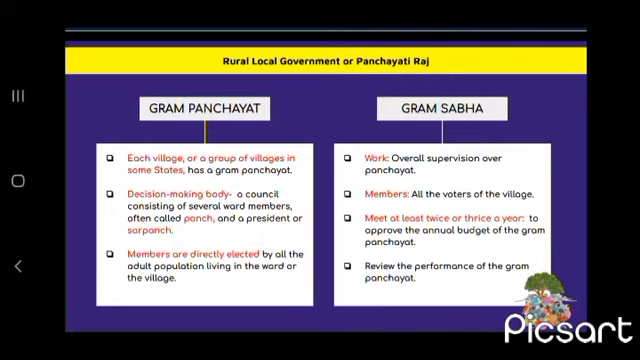 Rural Local Government or Panchayati Raj
GRAM PANCHAYAT
Each village, or a group of villages in
some States, has a gram panchayat.
Decision-making body- a council
consisting of several ward members,
often called panch, and a president or
sarpanch.
Members are directly elected by all the
adult population living in the ward or
the village.
GRAM SABHA
Work: Overall supervision over
panchayat.
Members: All the voters of the village.
Meet at least twice or thrice a year: to
approve the annual budget of the gram
panchayat.
Review the performance of the gram
panchayat.
Picsart